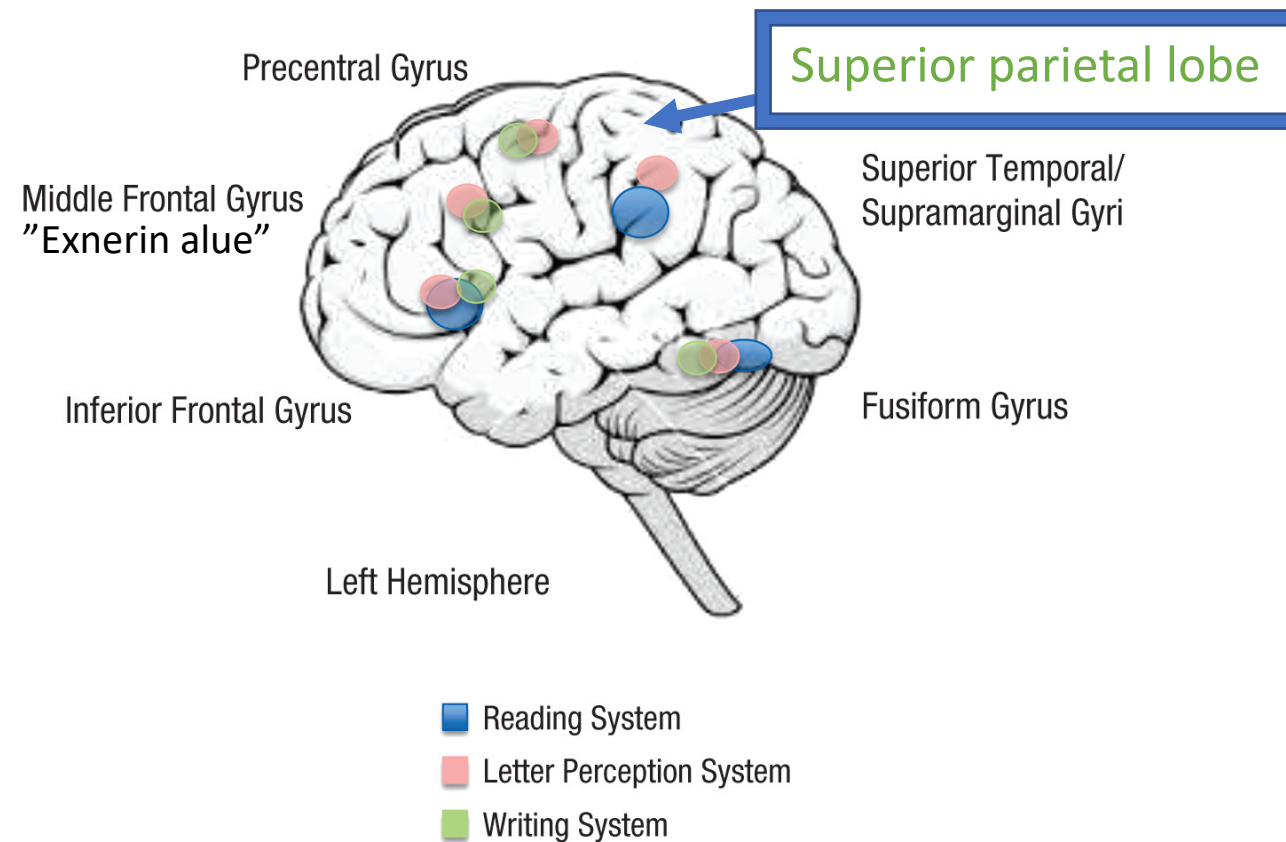 Superior parietal lobe
Precentral Gyrus
Middle Frontal Gyrus
”Exnerin alue”
Superior Temporal/
Supramarginal Gyri
Inferior Frontal Gyrus
Fusiform Gyrus
Left Hemisphere
Reading System
Letter Perception System
Writing System